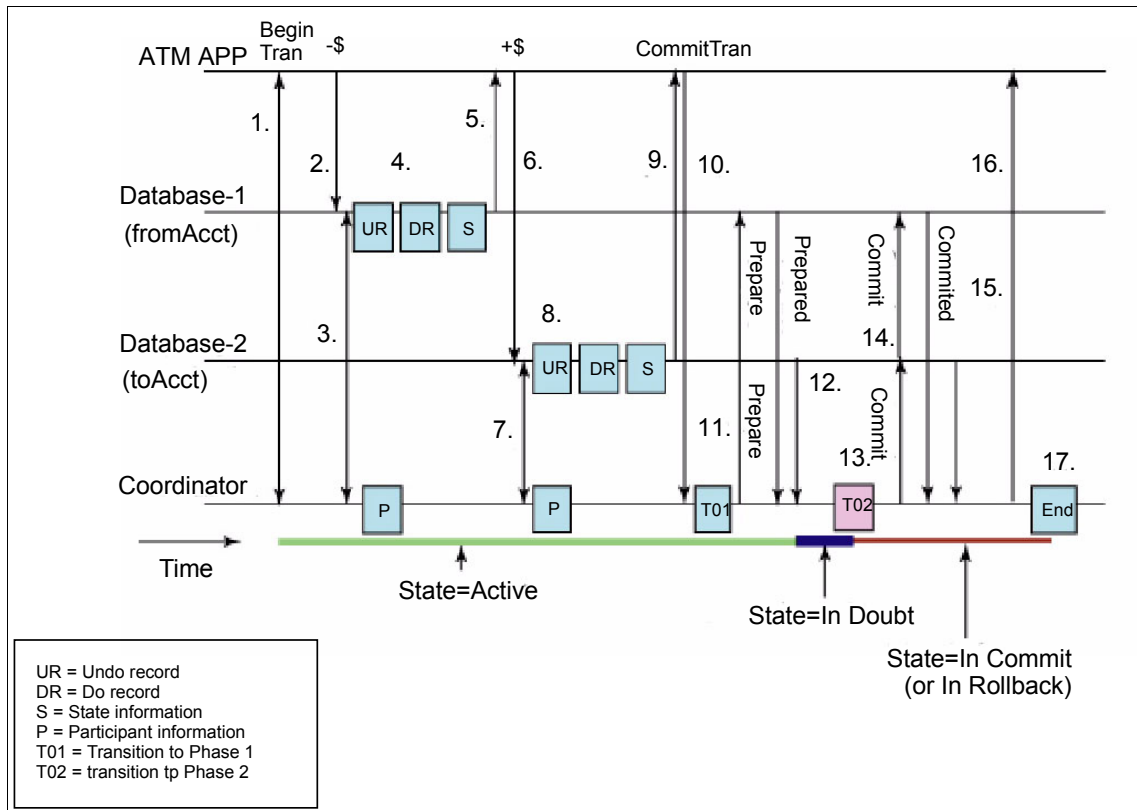 Begin
Tran
-$
+$
CommitTran
ATM APP
1.
2.
4.
5.
6.
9.
10.
16.
Database-1
(fromAcct)
UR
DR
S
Prepare
Prepared
Commit
Commited
3.
8.
14.
15.
Database-2
(toAcct)
UR
DR
S
7.
11.
Prepare
12.
Commit
13.
17.
Coordinator
P
P
T01
T02
End
Time
State=Active
State=In Doubt
State=In Commit
(or In Rollback)
UR = Undo record
DR = Do record
S = State information
P = Participant information
T01 = Transition to Phase 1
T02 = transition tp Phase 2